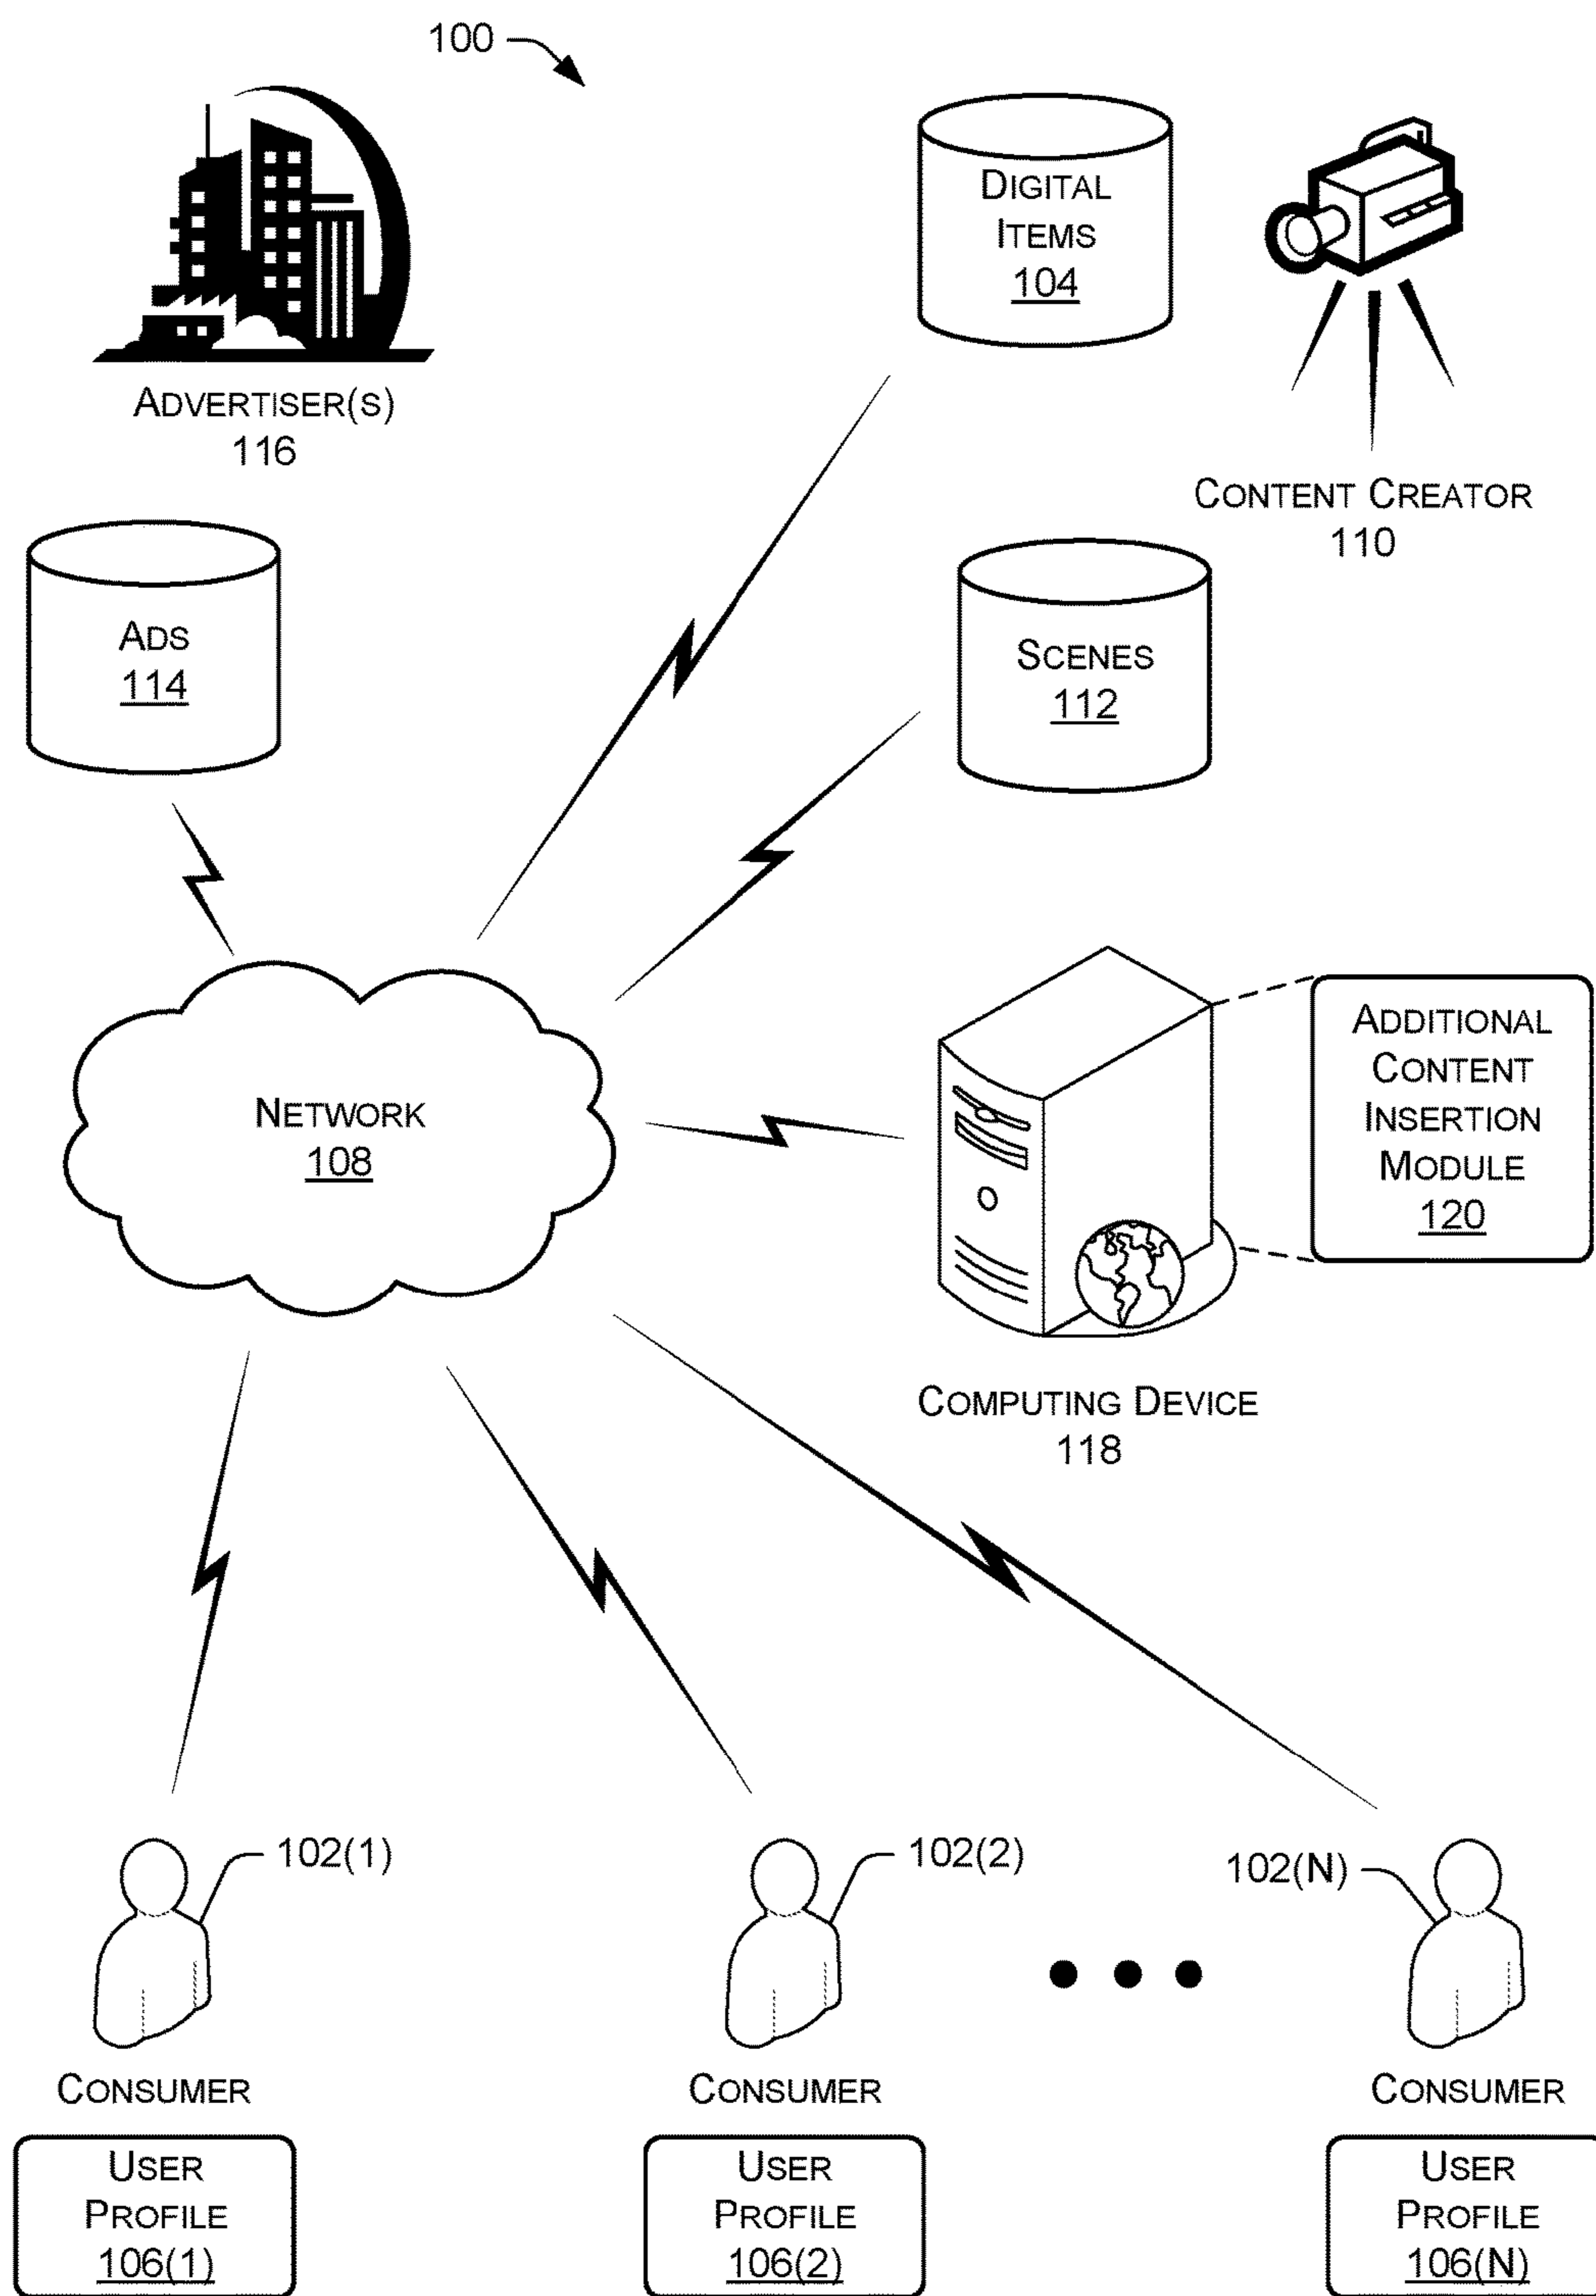 100
DIGITAL
ITEMS
104
ADVERTISER(S)
116
CONTENT CREATOR
110
ADS
114
SCENES
112
NETWORK
108
ADDITIONAL
CONTENT
INSERTION
MODULE
120
COMPUTING DEVICE
118
102(1)
102(2)
102(N)
CONSUMER
CONSUMER
CONSUMER
USER
PROFILE
106(1)
USER
PROFILE
106(2)
USER
PROFILE
106(N)